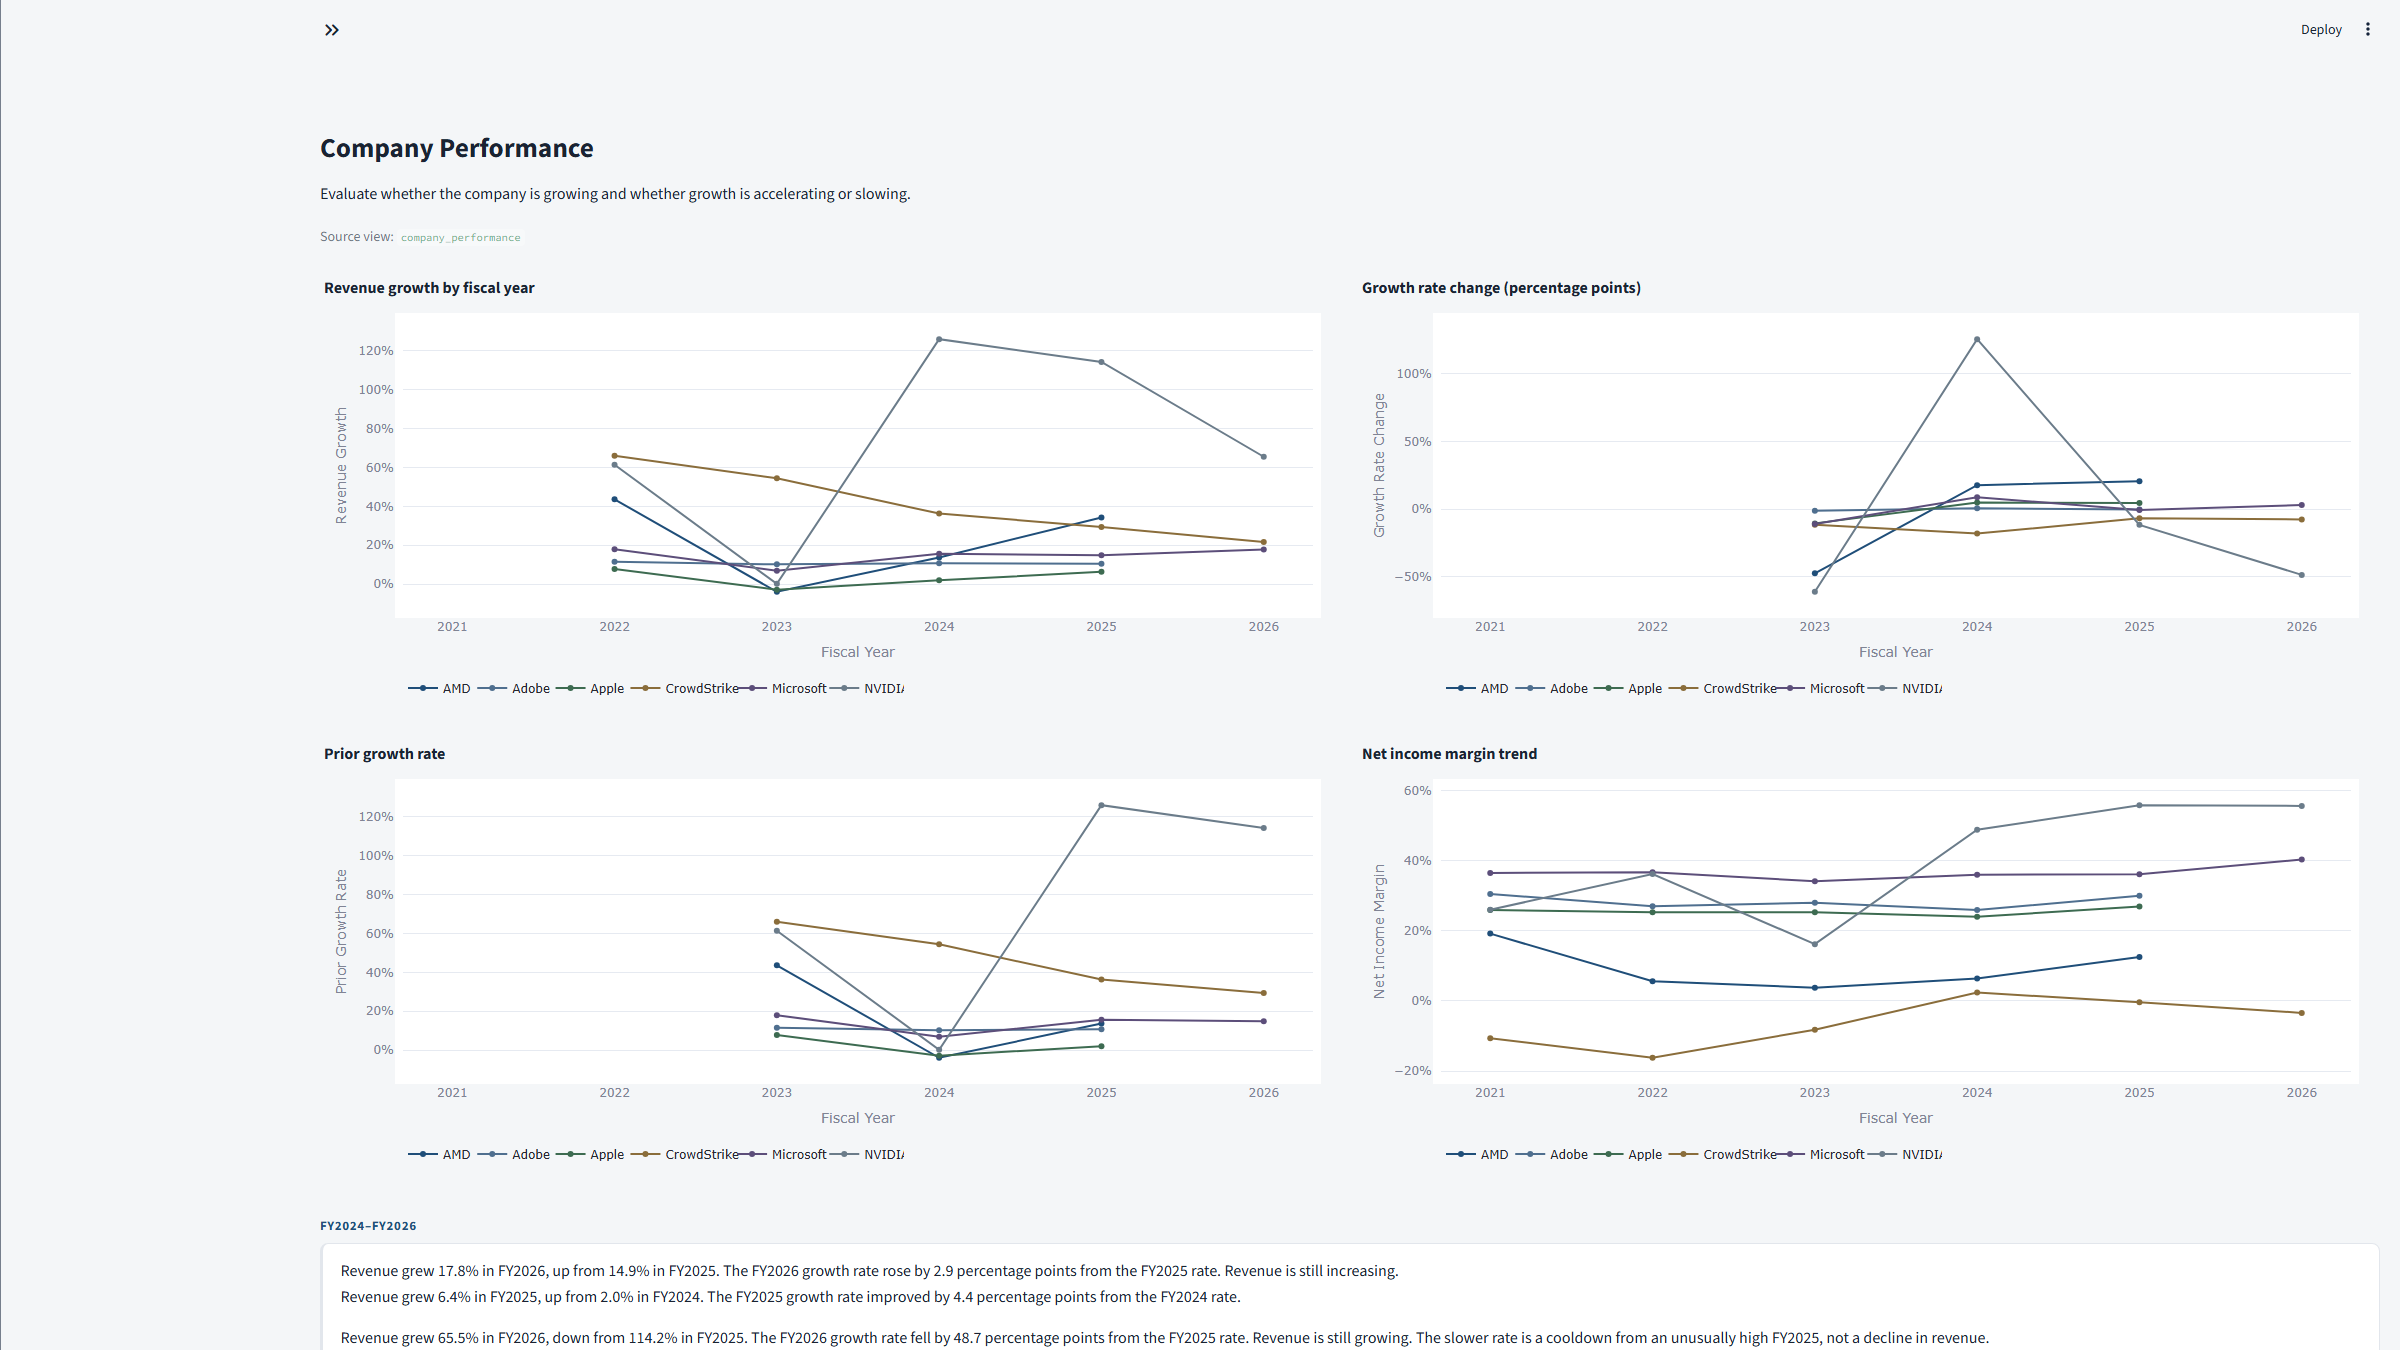 Deploy
Company Performance
Evaluate whether the company is growing and whether growth is accelerating or slowing.
Source view: company_performance
Revenue growth by fiscal year
120%
100%
80%
60%
40%
20%
0%
Revenue Growth
2021 2022 2023 2024 2025 2026
Fiscal Year
AMD Adobe Apple CrowdStrike Microsoft NVIDIA
Growth rate change (percentage points)
100%
50%
0%
−50%
Growth Rate Change
2021 2022 2023 2024 2025 2026
Fiscal Year
AMD Adobe Apple CrowdStrike Microsoft NVIDIA
Prior growth rate
120%
100%
80%
60%
40%
20%
0%
Prior Growth Rate
2021 2022 2023 2024 2025 2026
Fiscal Year
AMD Adobe Apple CrowdStrike Microsoft NVIDIA
Net income margin trend
60%
40%
20%
0%
−20%
Net Income Margin
2021 2022 2023 2024 2025 2026
Fiscal Year
AMD Adobe Apple CrowdStrike Microsoft NVIDIA
FY2024–FY2026
Revenue grew 17.8% in FY2026, up from 14.9% in FY2025. The FY2026 growth rate rose by 2.9 percentage points from the FY2025 rate. Revenue is still increasing.
Revenue grew 6.4% in FY2025, up from 2.0% in FY2024. The FY2025 growth rate improved by 4.4 percentage points from the FY2024 rate.
Revenue grew 65.5% in FY2026, down from 114.2% in FY2025. The FY2026 growth rate fell by 48.7 percentage points from the FY2025 rate. Revenue is still growing. The slower rate is a cooldown from an unusually high FY2025, not a decline in revenue.